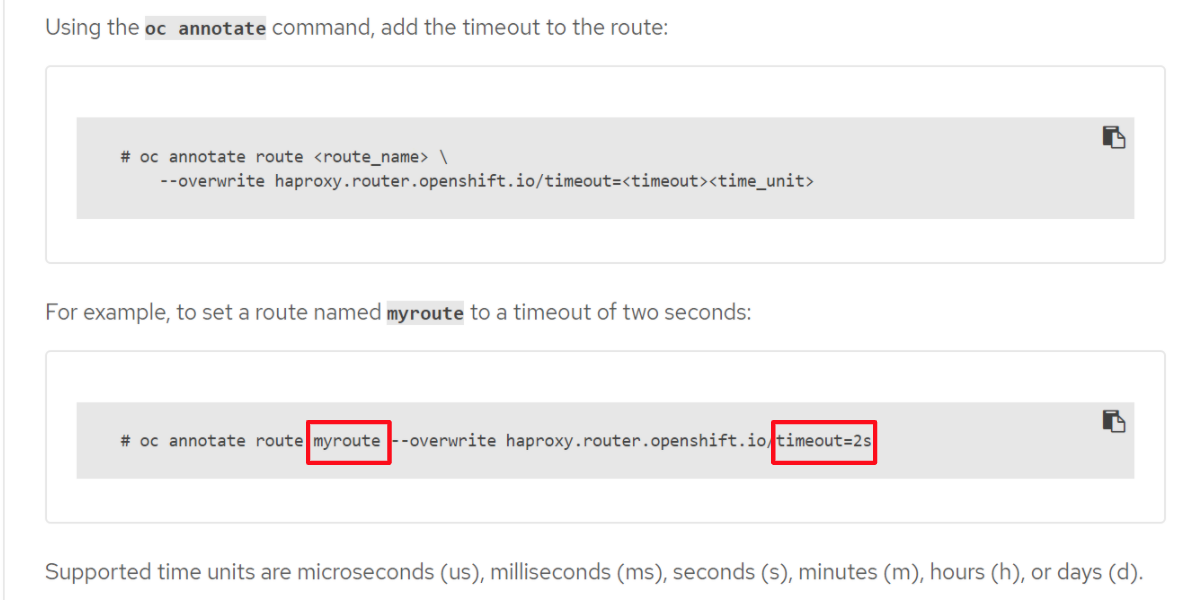 Using the oc annotate command, add the timeout to the route:
# oc annotate route <route_name> \
--overwrite haproxy.router.openshift.io/timeout=<timeout><time_unit>
For example, to set a route named myroute to a timeout of two seconds:
# oc annotate route myroute --overwrite haproxy.router.openshift.io/timeout=2s
Supported time units are microseconds (us), milliseconds (ms), seconds (s), minutes (m), hours (h), or days (d).